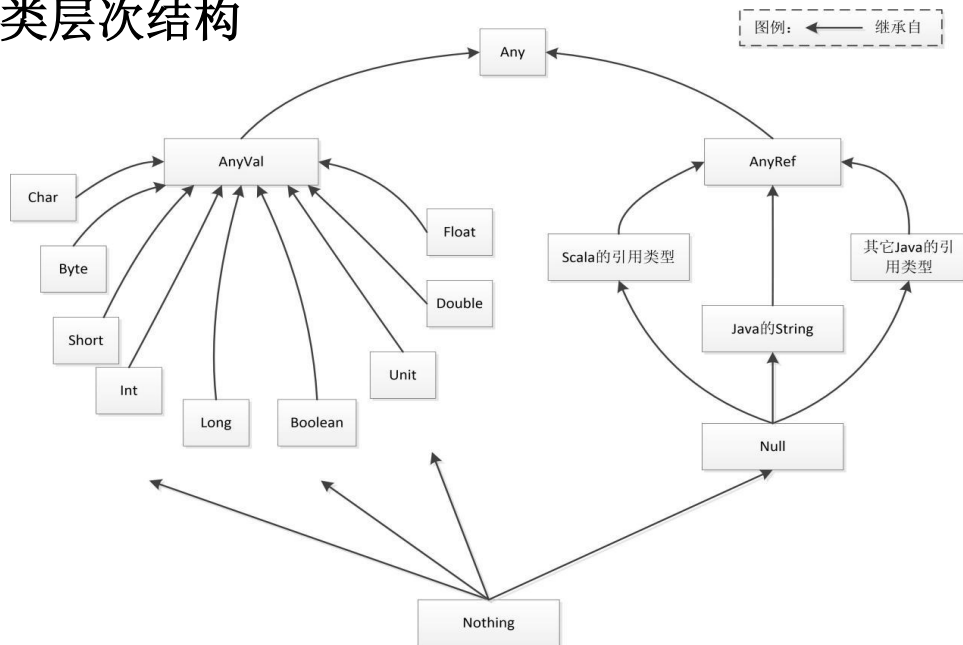 类层次结构
图例：
继承自
Any
AnyVal
AnyRef
Char
Float
Byte
Scala的引用类型
其它Java的引
用类型
Double
Short
Java的String
Int
Unit
Long
Boolean
Null
Nothing